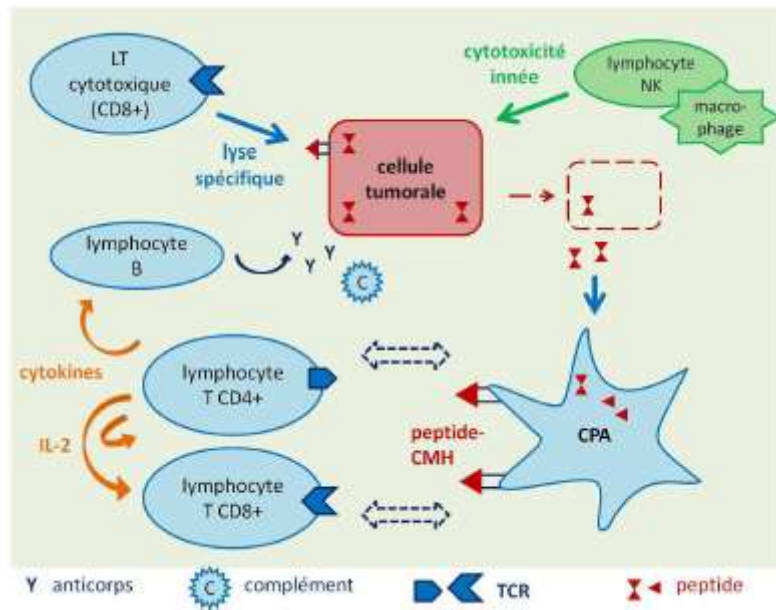 LT
cytotoxique
(CD8+)
cytotoxicité
innée
lymphocyte
NK
macro-
phage
lyse
spécifique
cellule
tumorale
lymphocyte
B
Y
Y Y
C
cytokines
lymphocyte
T CD4+
IL-2
peptide-
CMH
CPA
lymphocyte
T CD8+
Y anticorps
C complément
TCR
peptide